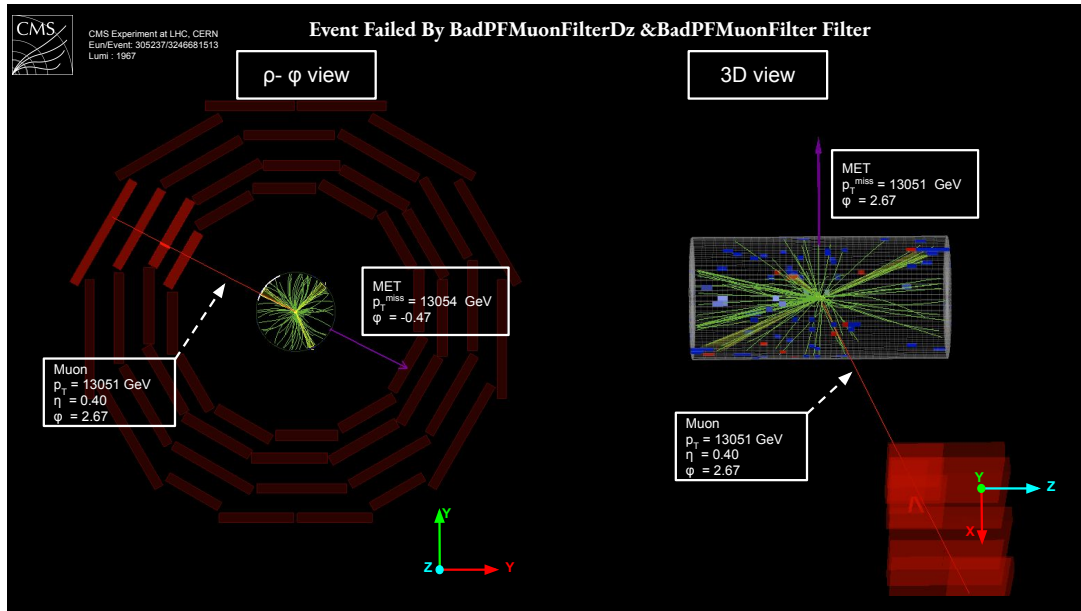 Event Failed By BadPFMuonFilterDz &BadPFMuonFilter Filter
CMS
CMS Experiment at LHC, CERN
Eun/Event: 305237/3246681513
Lumi : 1967
ρ- φ view
MET
pTmiss = 13054 GeV
φ = -0.47
Muon
pT = 13051 GeV
η = 0.40
φ = 2.67
Y
Z
Y
3D view
MET
pTmiss = 13051 GeV
φ = 2.67
Muon
pT = 13051 GeV
η = 0.40
φ = 2.67
Y
Z
X